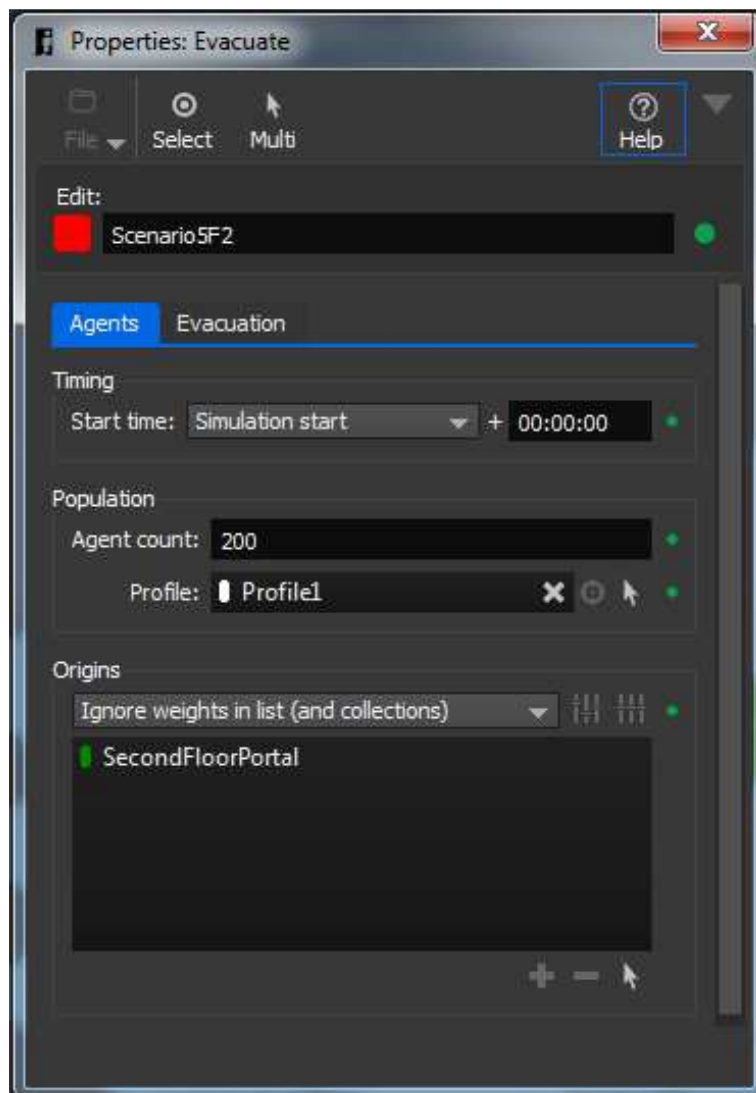 Properties: Evacuate
File Select Multi Help
Edit:
Scenario5F2
Agents Evacuation
Timing
Start time: Simulation start + 00:00:00
Population
Agent count: 200
Profile: Profile1
Origins
Ignore weights in list (and collections)
SecondFloorPortal